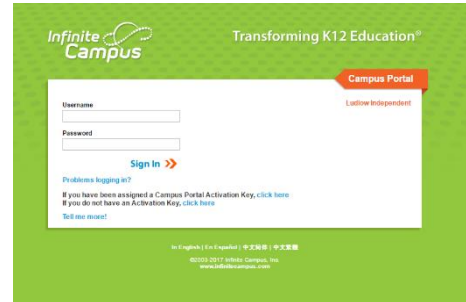 Infinite Campus
Transforming K12 Education®
Campus Portal
Ludlow Independent
Username
Password
Sign In
Problems logging in?
If you have been assigned a Campus Portal Activation Key, click here
If you do not have an Activation Key, click here
Tell me more!
In English | En Español | 中文简体 | 中文繁體
©2003-2017 Infinite Campus, Inc.
www.infinitecampus.com